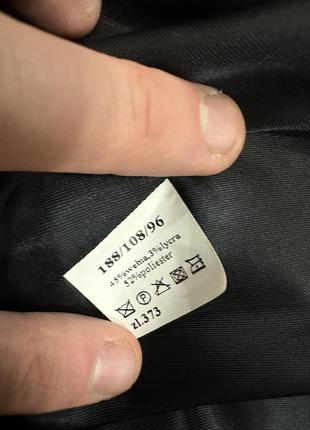 188/108/96
45%wełna,3%lycra
52%poliester
P
zl.373